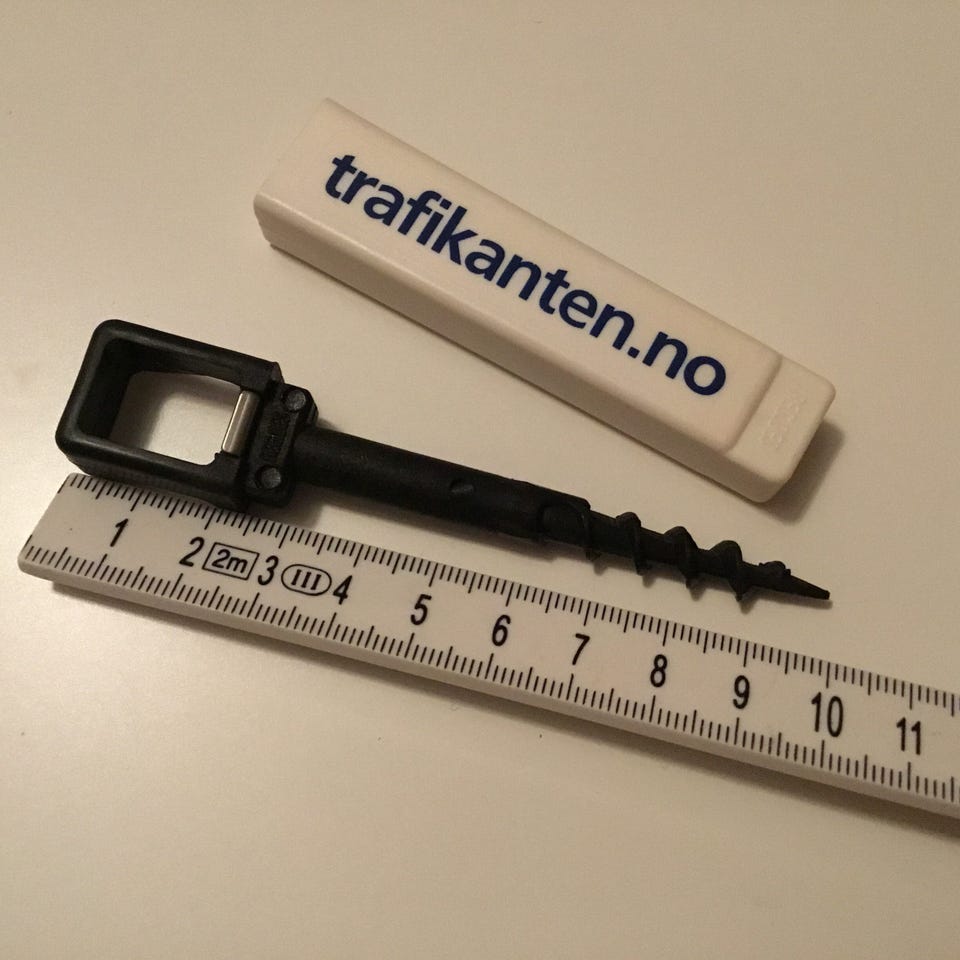 trafikanten.no
1 2 2m 3 III 4 5 6 7 8 9 10 11